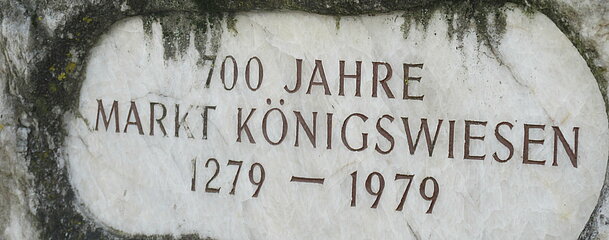 700 JAHRE
MARKT KÖNIGSWIESEN
1279 – 1979